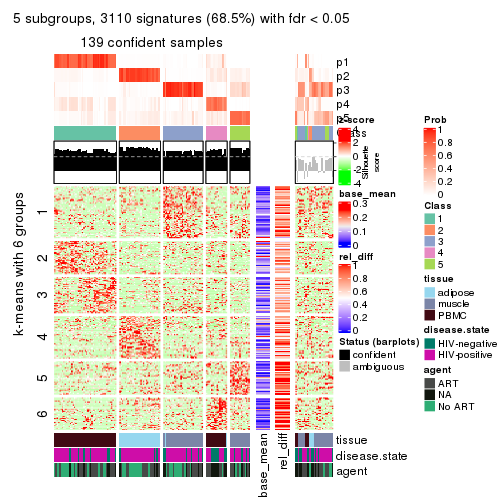 5 subgroups, 3110 signatures (68.5%) with fdr < 0.05
139 confident samples
p1
p2
p3
p4
p5
Class
z-score
4
2
0
-2
-4
Silhouette
score
base_mean
0.3
0.2
0.1
0
rel_diff
1
0.8
0.6
0.4
0.2
0
Status (barplots)
confident
ambiguous
Prob
1
0.8
0.6
0.4
0.2
0
Class
1
2
3
4
5
tissue
adipose
muscle
PBMC
disease.state
HIV-negative
HIV-positive
agent
ART
NA
No ART
k-means with 6 groups
1
2
3
4
5
6
tissue
disease.state
agent
base_mean
rel_diff